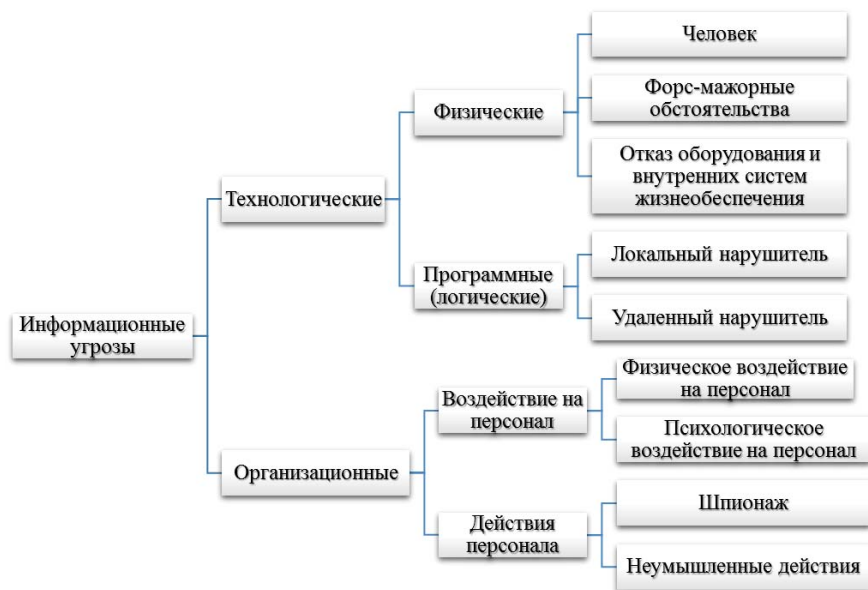 Человек
Форс-мажорные
обстоятельства
Физические
Отказ оборудования и
внутренних систем
жизнеобеспечения
Технологические
Программные
(логические)
Локальный нарушитель
Удаленный нарушитель
Информационные
угрозы
Воздействие на
персонал
Физическое воздействие
на персонал
Психологическое
воздействие на персонал
Организационные
Действия
персонала
Шпионаж
Неумышленные действия